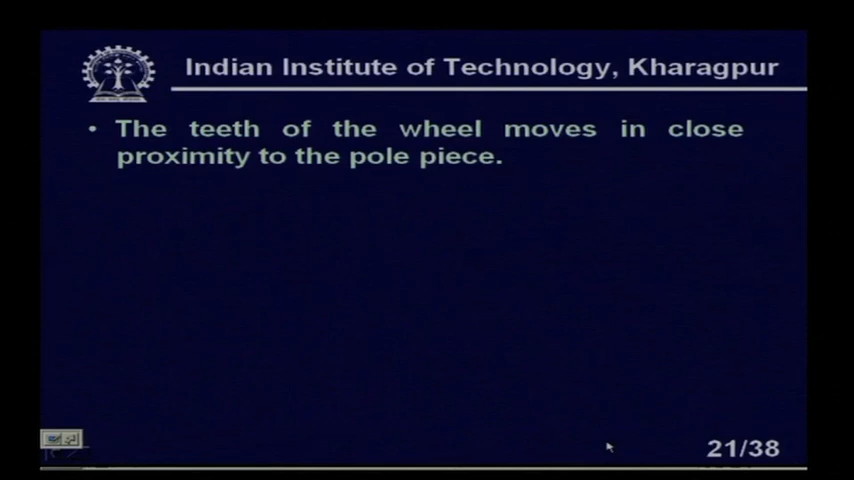 Indian Institute of Technology, Kharagpur
• The teeth of the wheel moves in close
proximity to the pole piece.
21/38